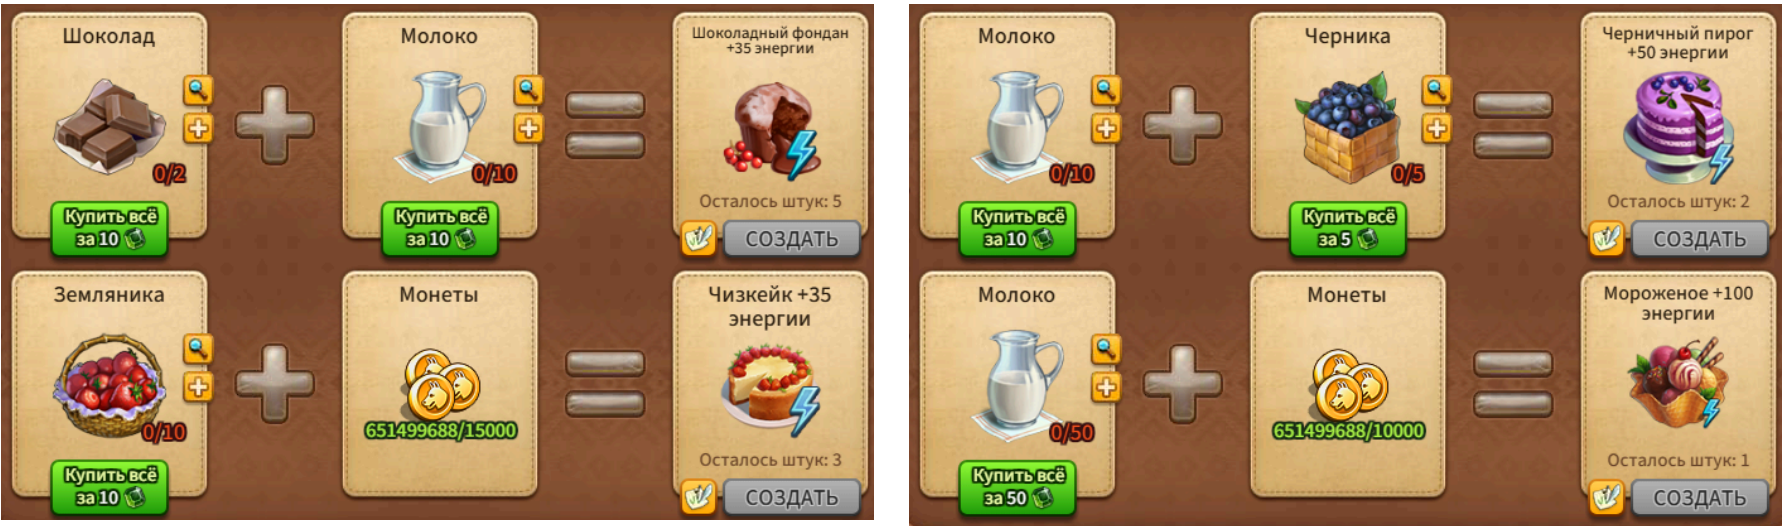 Шоколад
Молоко
Шоколадный фондан
+35 энергии
0/2
0/10
Осталось штук: 5
Купить всё
за 10
Купить всё
за 10
СОЗДАТЬ
Земляника
Монеты
Чизкейк +35
энергии
0/10
651499688/15000
Осталось штук: 3
Купить всё
за 10
СОЗДАТЬ
Молоко
Черника
Черничный пирог
+50 энергии
0/10
0/5
Осталось штук: 2
Купить всё
за 10
Купить всё
за 5
СОЗДАТЬ
Молоко
Монеты
Мороженое +100
энергии
0/50
651499688/10000
Осталось штук: 1
Купить всё
за 50
СОЗДАТЬ